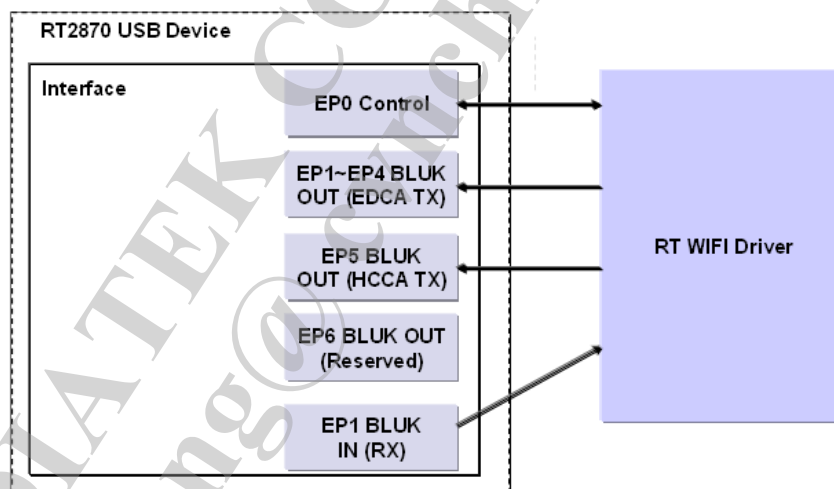 RT2870 USB Device
Interface
EP0 Control
EP1~EP4 BLUK
OUT (EDCA TX)
EP5 BLUK
OUT (HCCA TX)
EP6 BLUK OUT
(Reserved)
EP1 BLUK
IN (RX)
RT WIFI Driver